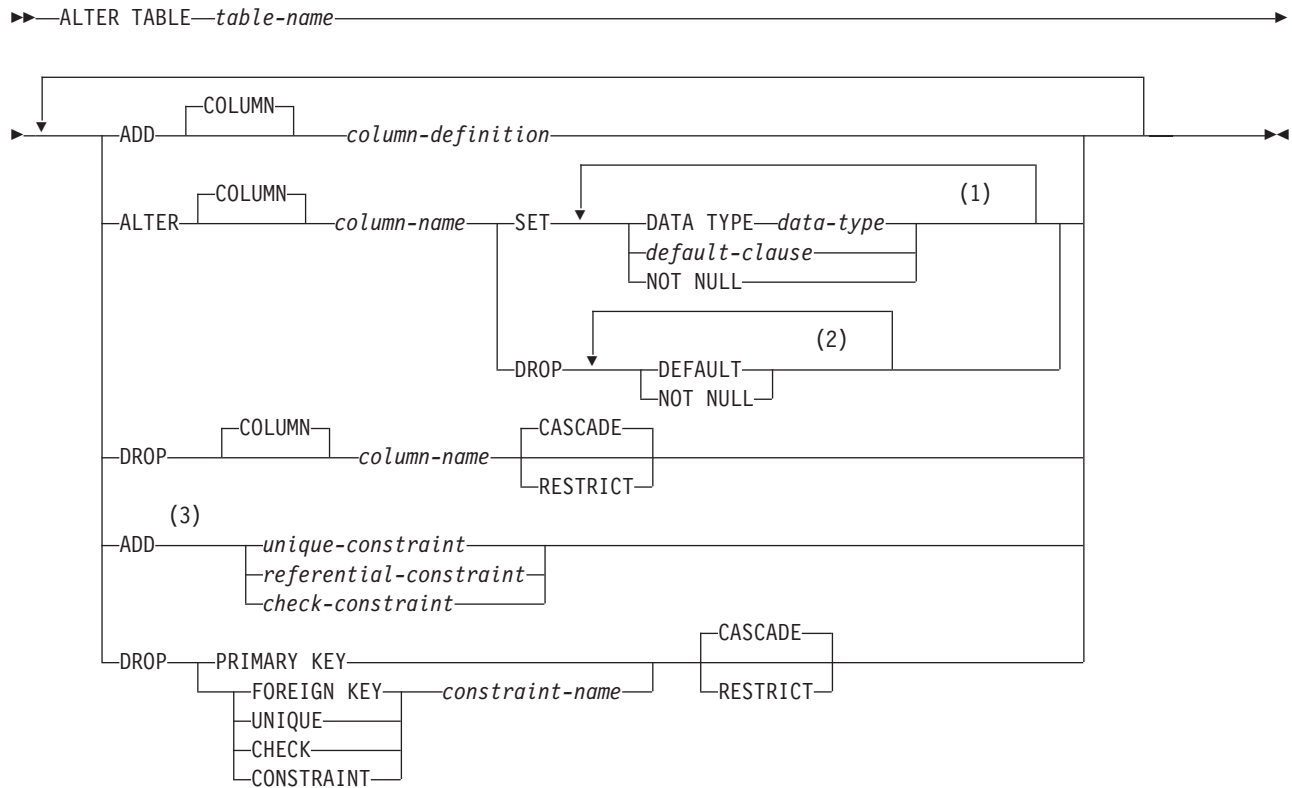 ALTER TABLE table-name
COLUMN
ADD column-definition
COLUMN (1)
ALTER column-name SET DATA TYPE data-type
default-clause
NOT NULL
(2)
DROP DEFAULT
NOT NULL
COLUMN CASCADE
DROP column-name
RESTRICT
(3)
ADD unique-constraint
referential-constraint
check-constraint
CASCADE
DROP PRIMARY KEY
RESTRICT
FOREIGN KEY constraint-name
UNIQUE
CHECK
CONSTRAINT